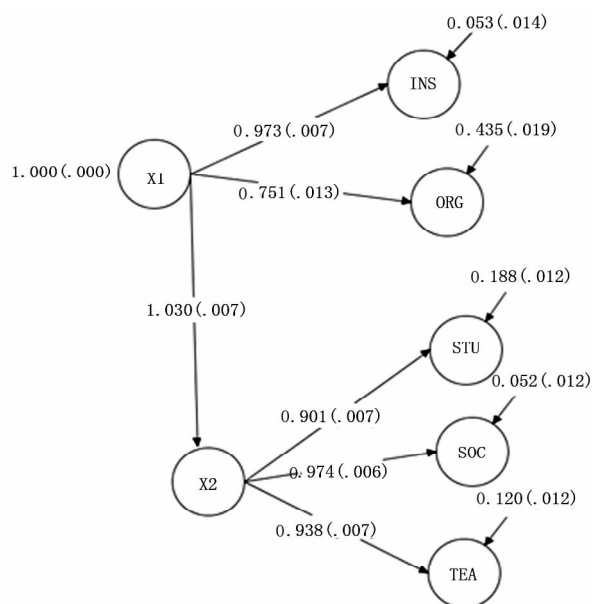 0.053(.014)
INS
0.973(.007)
0.435(.019)
1.000(.000)
X1
0.751(.013)
ORG
0.188(.012)
1.030(.007)
STU
0.052(.012)
0.901(.007)
SOC
0.974(.006)
X2
0.120(.012)
0.938(.007)
TEA